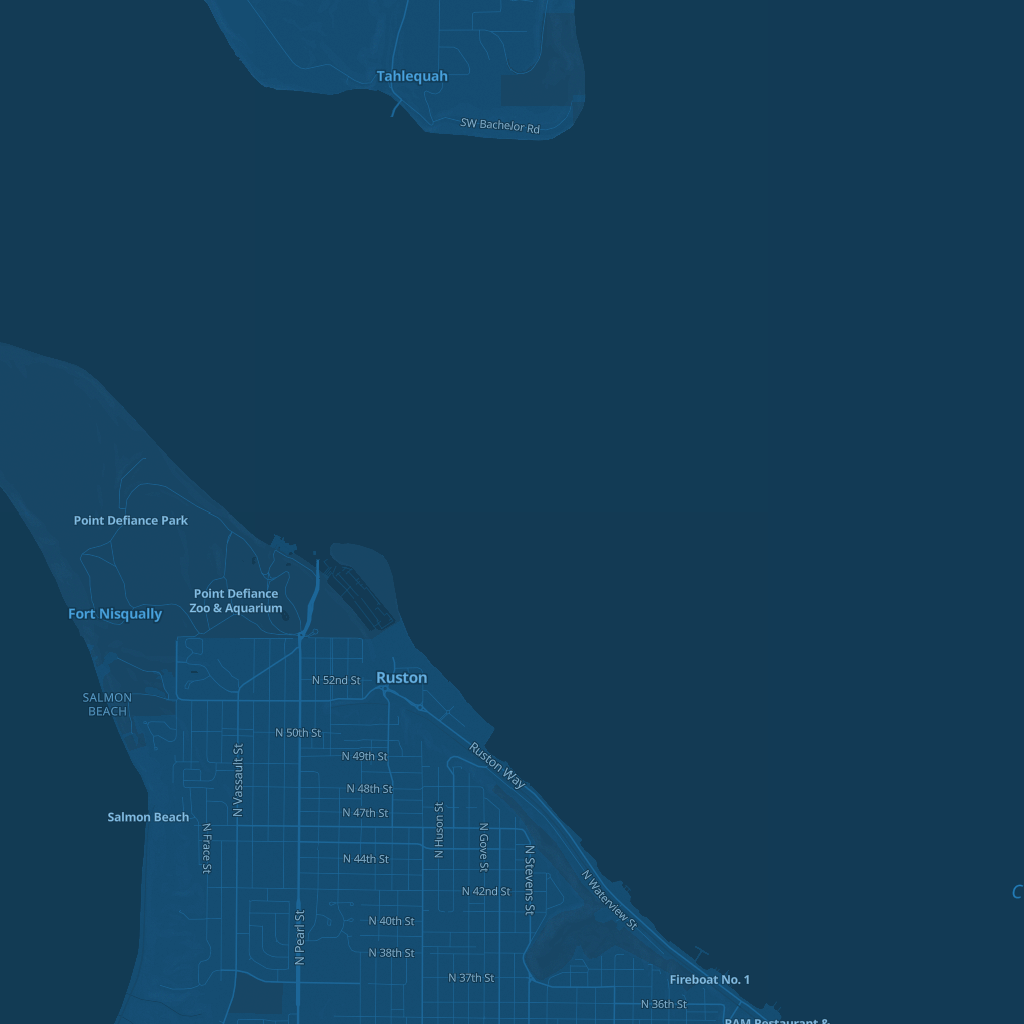 Tahlequah
SW Bachelor Rd
Point Defiance Park
Point Defiance
Zoo & Aquarium
Fort Nisqually
Ruston
N 52nd St
SALMON
BEACH
N 50th St
N 49th St
Ruston Way
N Vassault St
N 48th St
N 47th St
Salmon Beach
N Huson St
N Frace St
N Gove St
N 44th St
N Stevens St
N 42nd St
C
N Waterview St
N 40th St
N Pearl St
N 38th St
N 37th St
Fireboat No. 1
N 36th St
RAM Restaurant &